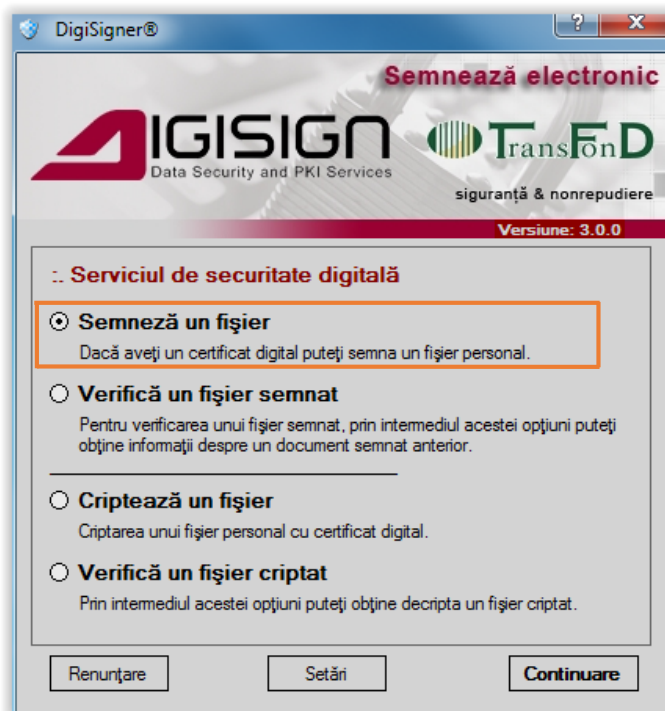 DigiSigner®
Semnează electronic
DIGISIGN
Data Security and PKI Services
TransFonD
siguranță & nonrepudiere
Versiune: 3.0.0
:. Serviciul de securitate digitală
Semneză un fişier
Dacă aveţi un certificat digital puteţi semna un fişier personal.
Verifică un fişier semnat
Pentru verificarea unui fişier semnat, prin intermediul acestei opţiuni puteţi
obţine informaţii despre un document semnat anterior.
Criptează un fişier
Criptarea unui fişier personal cu certificat digital.
Verifică un fişier criptat
Prin intermediul acestei opţiuni puteţi obţine decripta un fişier criptat.
Renunţare
Setări
Continuare